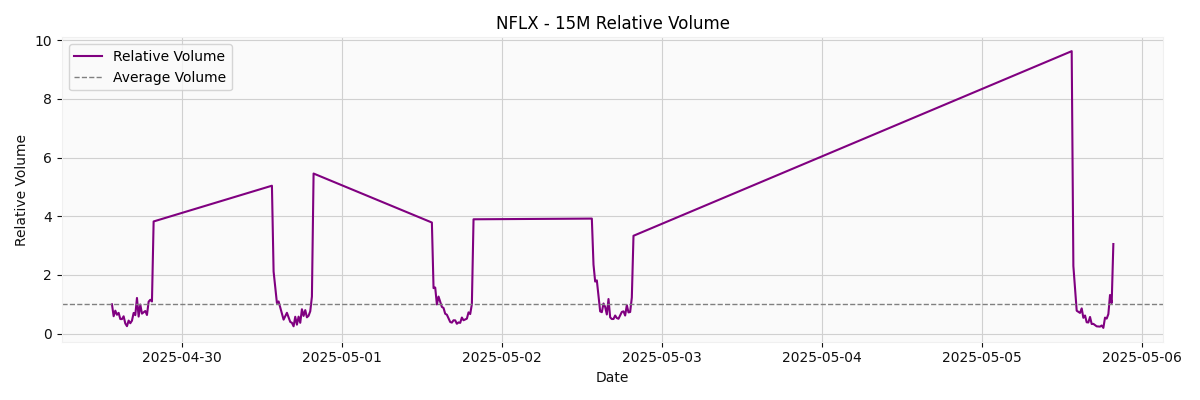 NFLX - 15M Relative Volume
10
8
6
4
2
0
Relative Volume
Relative Volume
Average Volume
2025-04-30 2025-05-01 2025-05-02 2025-05-03 2025-05-04 2025-05-05 2025-05-06
Date